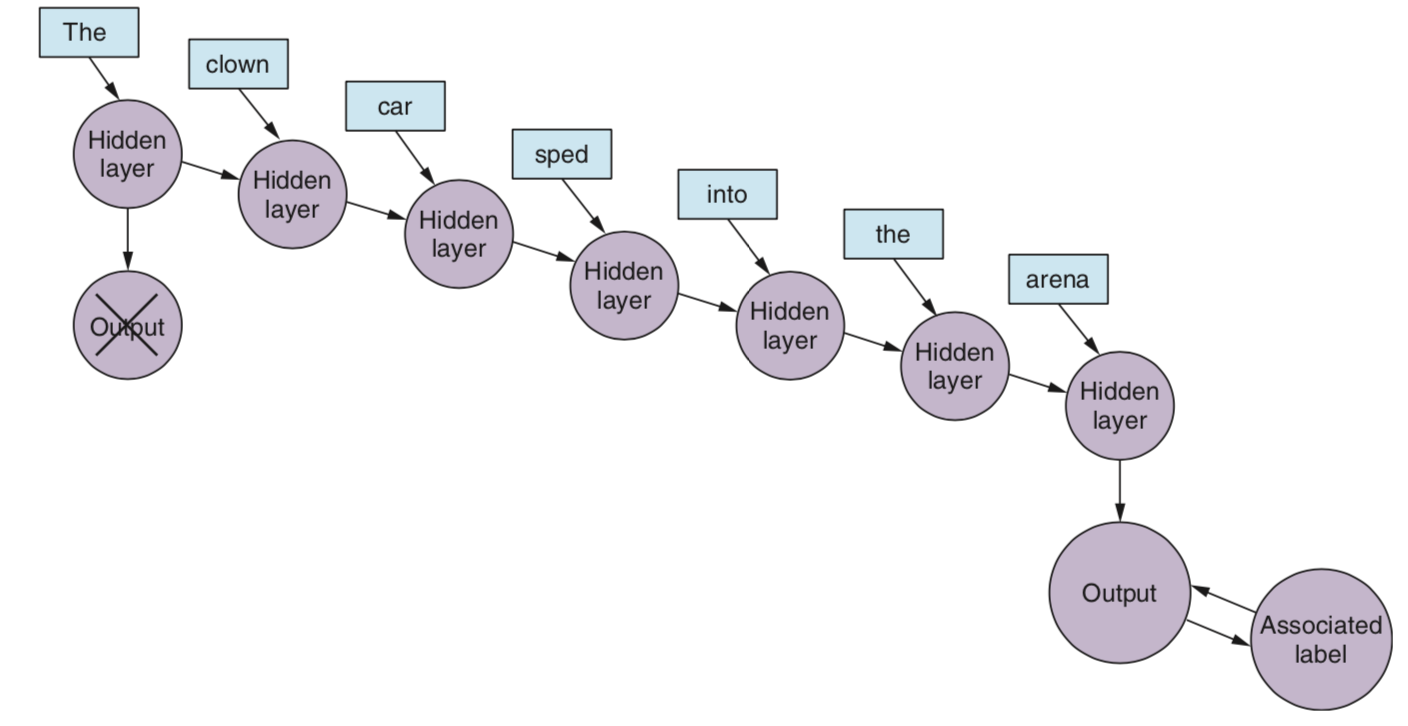 The
clown
car
sped
into
the
arena
Hidden
layer
Hidden
layer
Hidden
layer
Hidden
layer
Hidden
layer
Hidden
layer
Hidden
layer
Output
Output
Associated
label